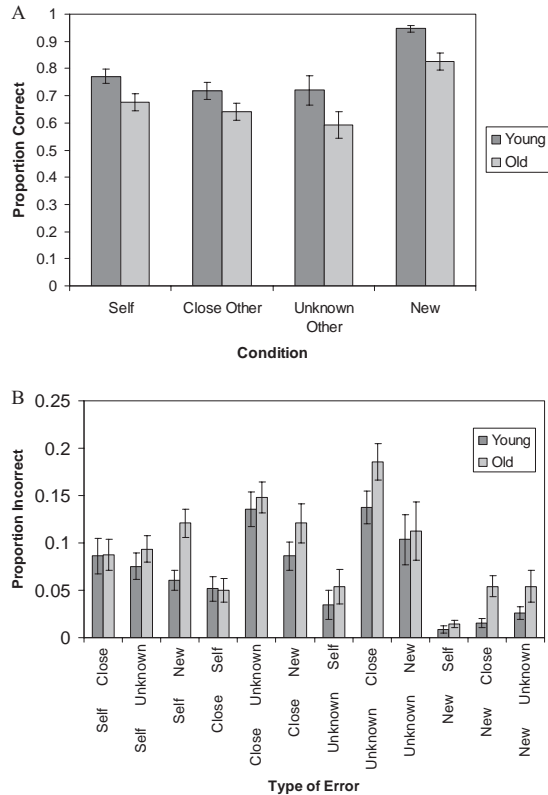 A
1
0.9
0.8
0.7
0.6
0.5
0.4
0.3
0.2
0.1
0
Proportion Correct
Self
Close Other
Unknown
Other
New
Condition
Young
Old
B
0.25
0.2
0.15
0.1
0.05
0
Proportion Incorrect
Young
Old
Self Close
Self Unknown
Self New
Close Self
Close Unknown
Close New
Unknown Self
Unknown Close
Unknown New
New Self
New Close
New Unknown
Type of Error